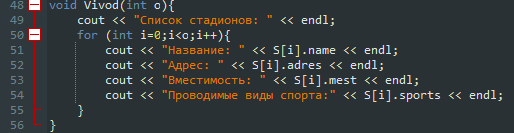 48 void Vivod(int o){
49 cout << "Список стадионов: " << endl;
50 for (int i=0;i<o;i++){
51 cout << "Название: " << S[i].name << endl;
52 cout << "Адрес: " << S[i].adres << endl;
53 cout << "Вместимость: " << S[i].mest << endl;
54 cout << "Проводимые виды спорта:" << S[i].sports << endl;
55 }
56 }